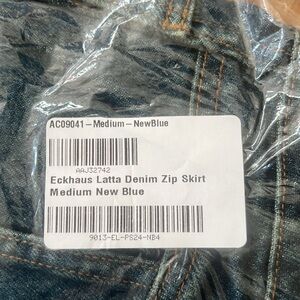 AC09041-Medium-NewBlue
AAJ32742
Eckhaus Latta Denim Zip Skirt
Medium New Blue
9013-EL-PS24-NB4